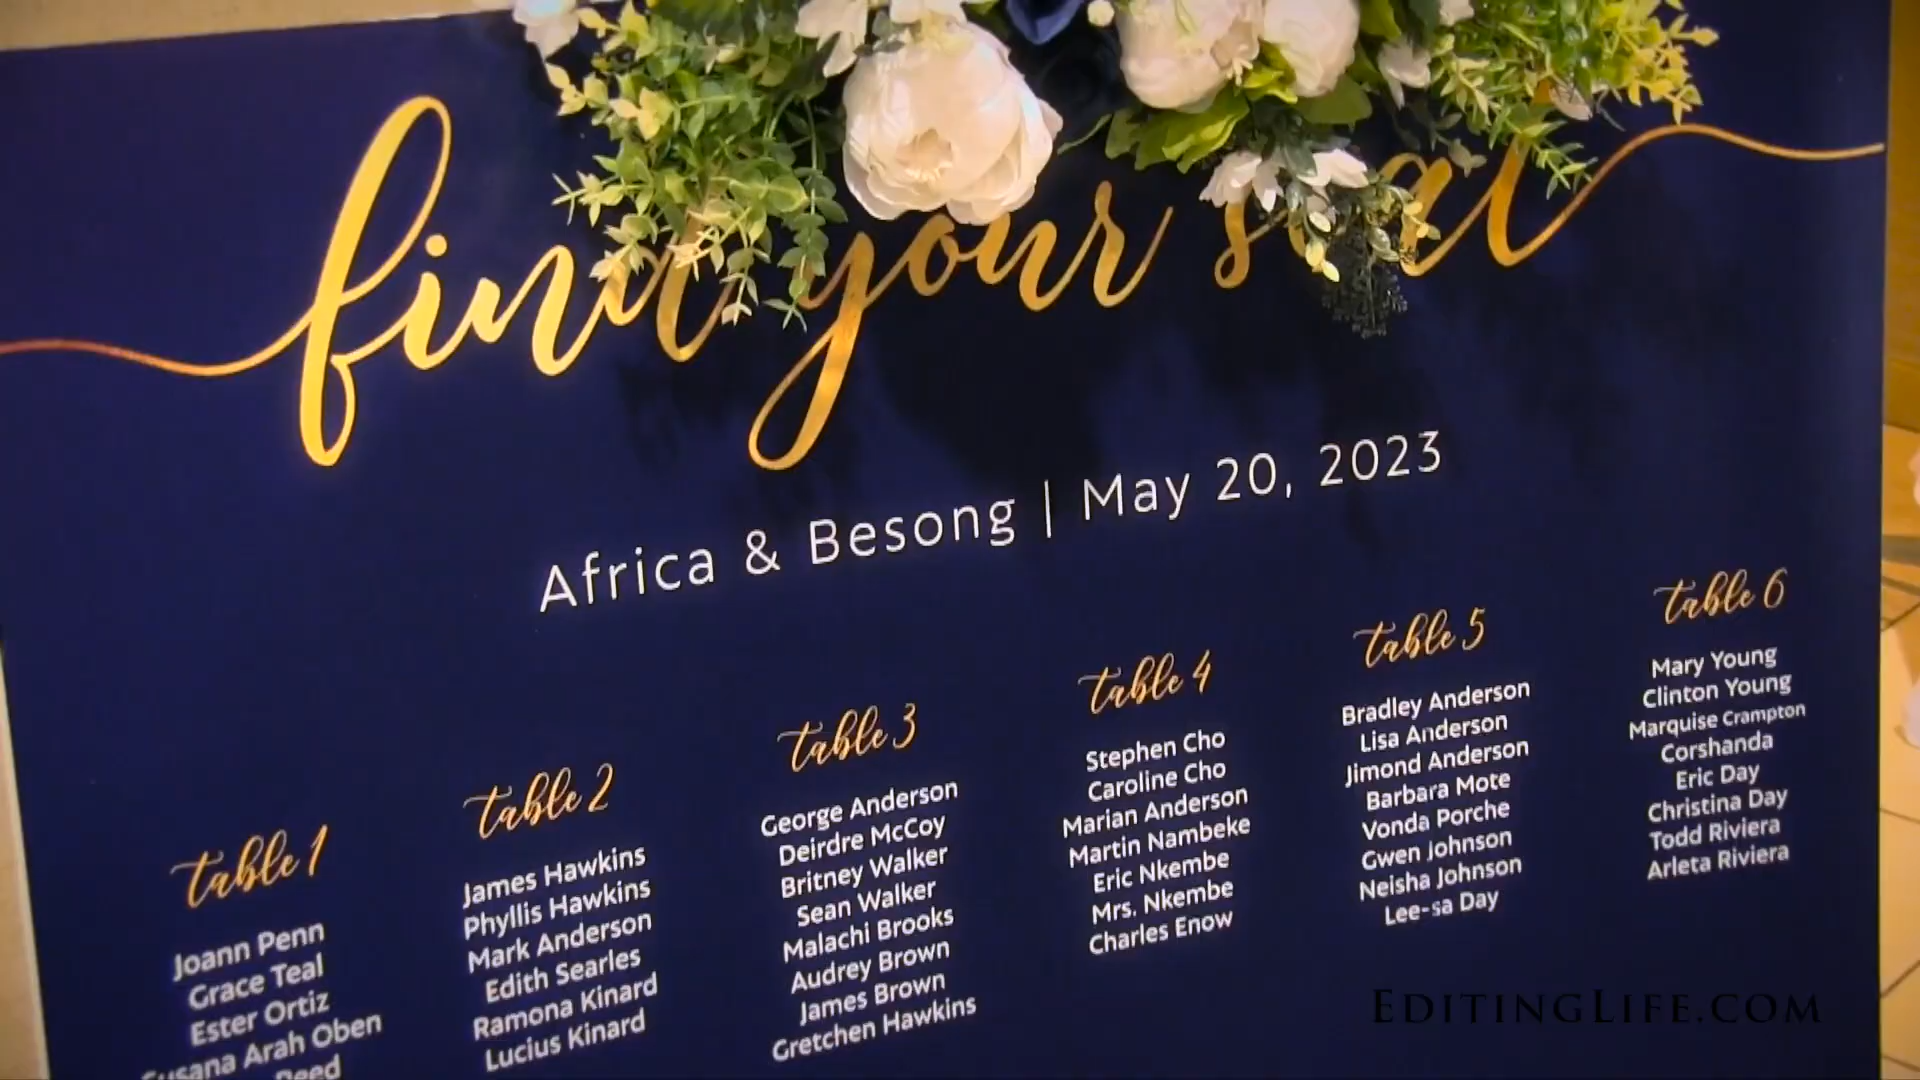 find your seat
Africa & Besong | May 20, 2023
table 1
Joann Penn
Grace Teal
Ester Ortiz
Susana Arah Oben
Reed
table 2
James Hawkins
Phyllis Hawkins
Mark Anderson
Edith Searles
Ramona Kinard
Lucius Kinard
table 3
George Anderson
Deirdre McCoy
Britney Walker
Sean Walker
Malachi Brooks
Audrey Brown
James Brown
Gretchen Hawkins
table 4
Stephen Cho
Caroline Cho
Marian Anderson
Martin Nambeke
Eric Nkembe
Mrs. Nkembe
Charles Enow
table 5
Bradley Anderson
Lisa Anderson
Jimond Anderson
Barbara Mote
Vonda Porche
Gwen Johnson
Neisha Johnson
Lee-sa Day
table 6
Mary Young
Clinton Young
Marquise Crampton
Corshanda
Eric Day
Christina Day
Todd Riviera
Arleta Riviera
EditingLife.com